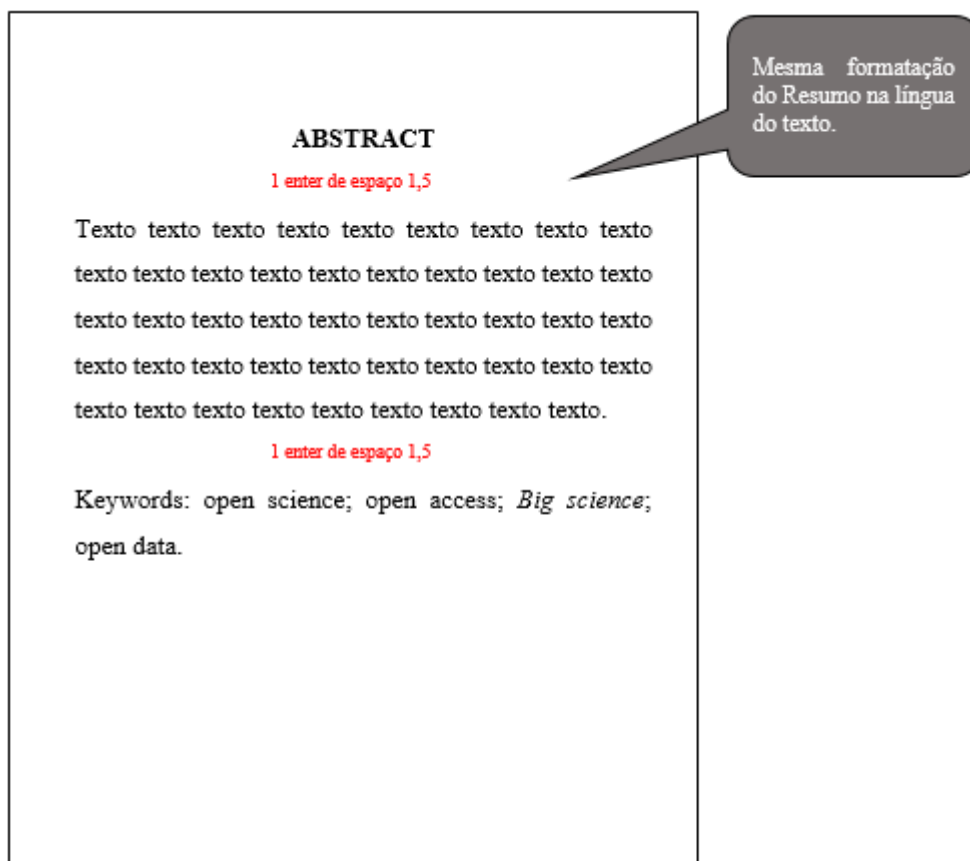 ABSTRACT
1 enter de espaço 1,5
Texto texto texto texto texto texto texto texto texto
texto texto texto texto texto texto texto texto texto texto
texto texto texto texto texto texto texto texto texto texto
texto texto texto texto texto texto texto texto texto texto
texto texto texto texto texto texto texto texto texto.
1 enter de espaço 1,5
Keywords: open science; open access; Big science;
open data.
Mesma formatação
do Resumo na língua
do texto.